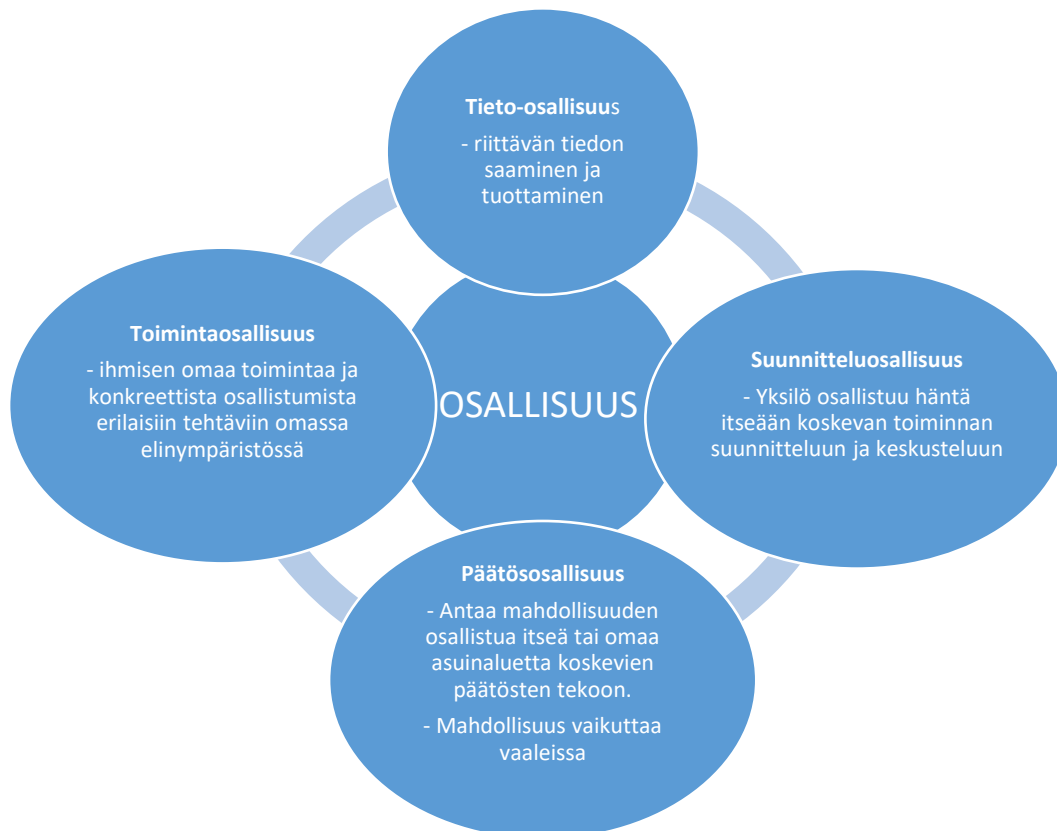 Tieto-osallisuus
- riittävän tiedon
saaminen ja
tuottaminen
Toimintaosallisuus
- ihmisen omaa toimintaa ja
konkreettista osallistumista
erilaisiin tehtäviin omassa
elinympäristössä
OSALLISUUS
Suunnitteluosallisuus
- Yksilö osallistuu häntä
itseään koskevan toiminnan
suunnitteluun ja keskusteluun
Päätösosallisuus
- Antaa mahdollisuuden
osallistua itseä tai omaa
asuinaluetta koskevien
päätösten tekoon.
- Mahdollisuus vaikuttaa
vaaleissa